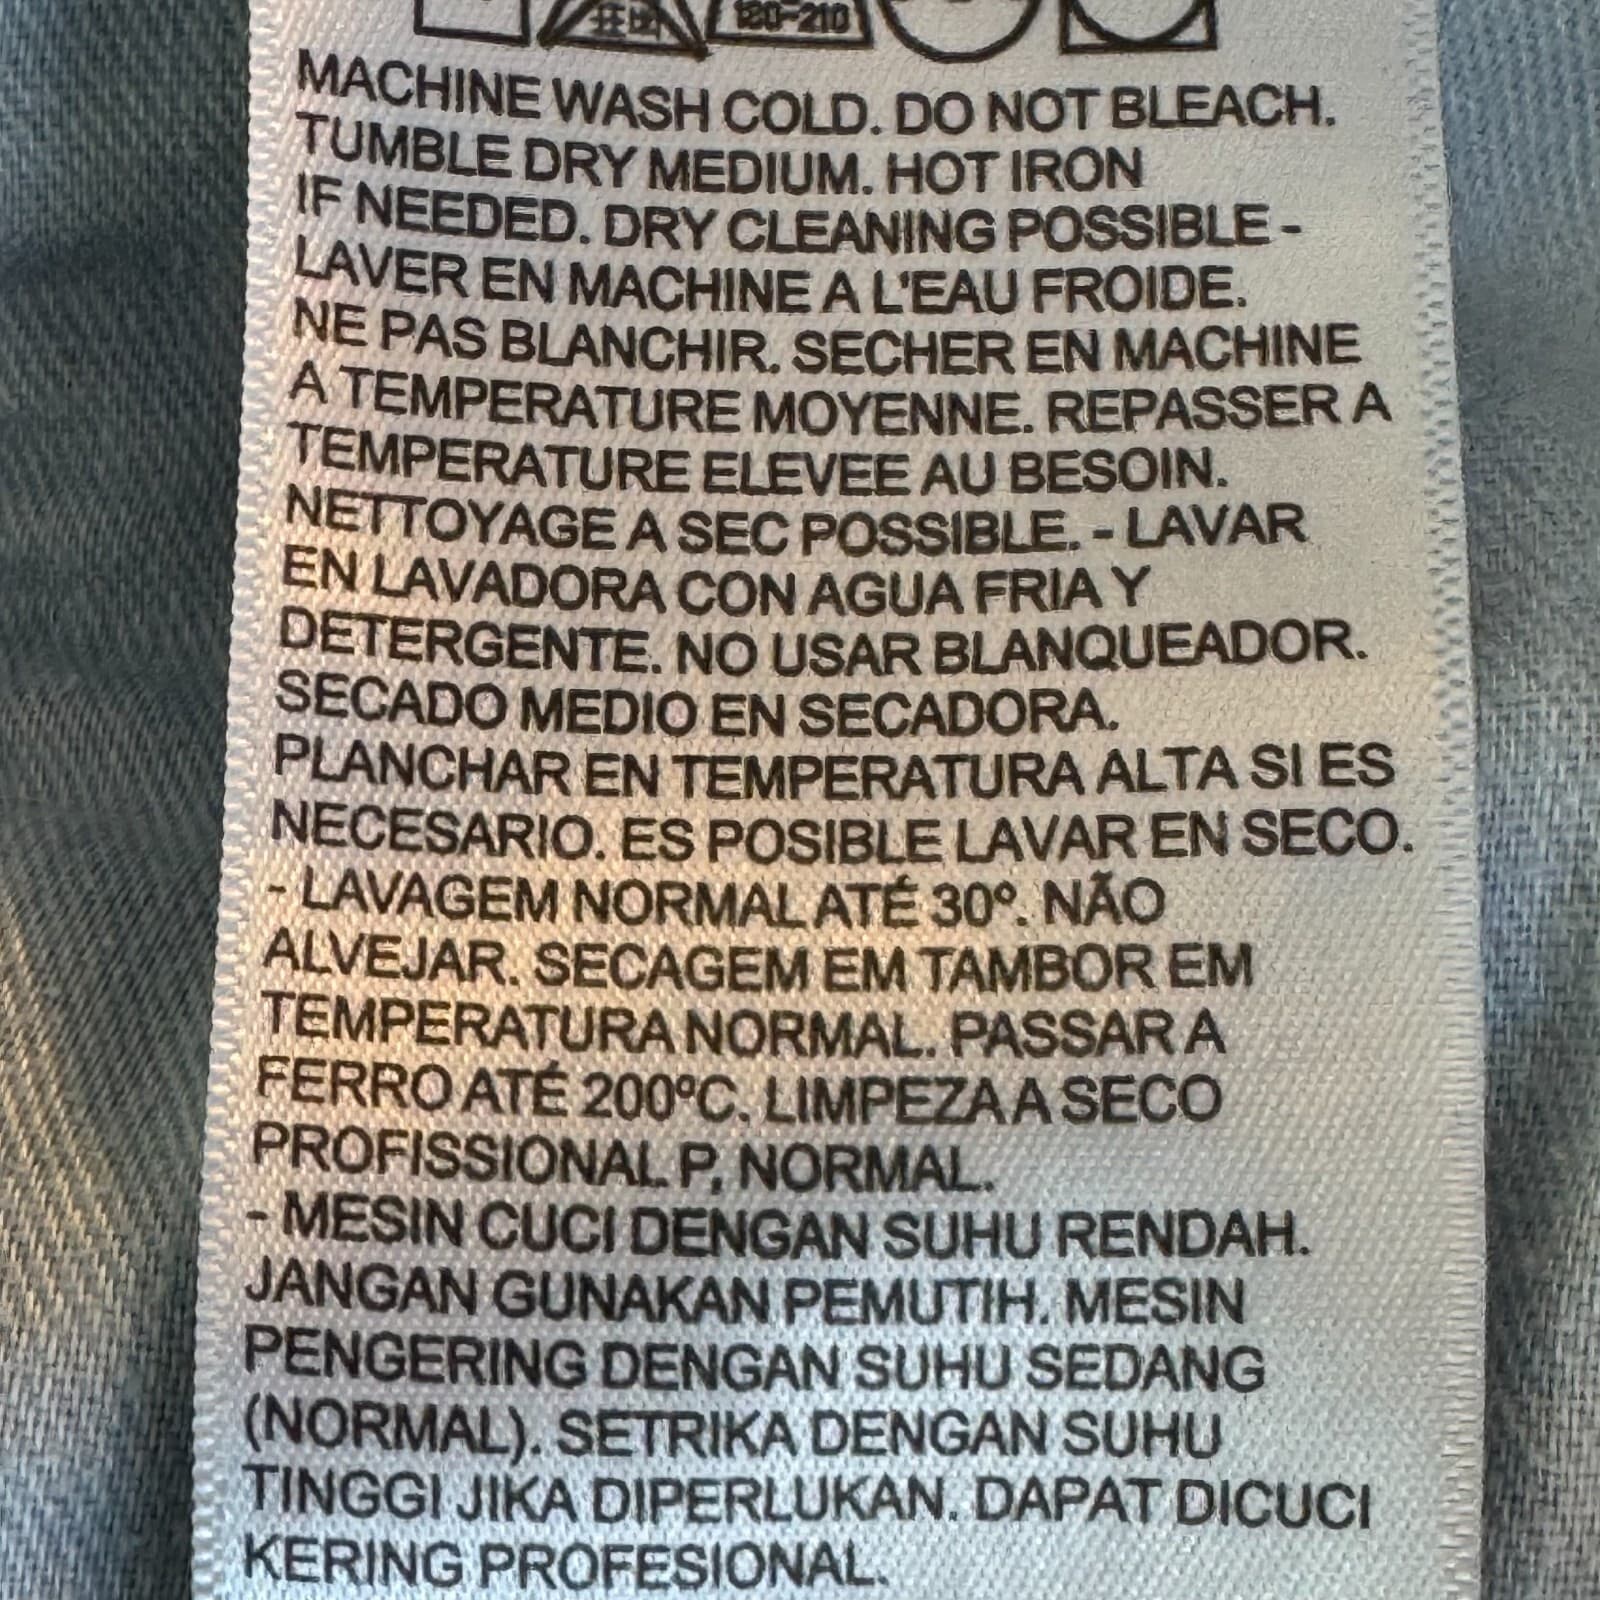 180-210
MACHINE WASH COLD. DO NOT BLEACH.
TUMBLE DRY MEDIUM. HOT IRON
IF NEEDED. DRY CLEANING POSSIBLE -
LAVER EN MACHINE A L'EAU FROIDE.
NE PAS BLANCHIR. SECHER EN MACHINE
A TEMPERATURE MOYENNE. REPASSER A
TEMPERATURE ELEVEE AU BESOIN.
NETTOYAGE A SEC POSSIBLE. - LAVAR
EN LAVADORA CON AGUA FRIA Y
DETERGENTE. NO USAR BLANQUEADOR.
SECADO MEDIO EN SECADORA.
PLANCHAR EN TEMPERATURA ALTA SI ES
NECESARIO. ES POSIBLE LAVAR EN SECO.
- LAVAGEM NORMAL ATÉ 30º. NÃO
ALVEJAR. SECAGEM EM TAMBOR EM
TEMPERATURA NORMAL. PASSAR A
FERRO ATÉ 200ºC. LIMPEZA A SECO
PROFISSIONAL P, NORMAL.
- MESIN CUCI DENGAN SUHU RENDAH.
JANGAN GUNAKAN PEMUTIH. MESIN
PENGERING DENGAN SUHU SEDANG
(NORMAL). SETRIKA DENGAN SUHU
TINGGI JIKA DIPERLUKAN. DAPAT DICUCI
KERING PROFESIONAL.